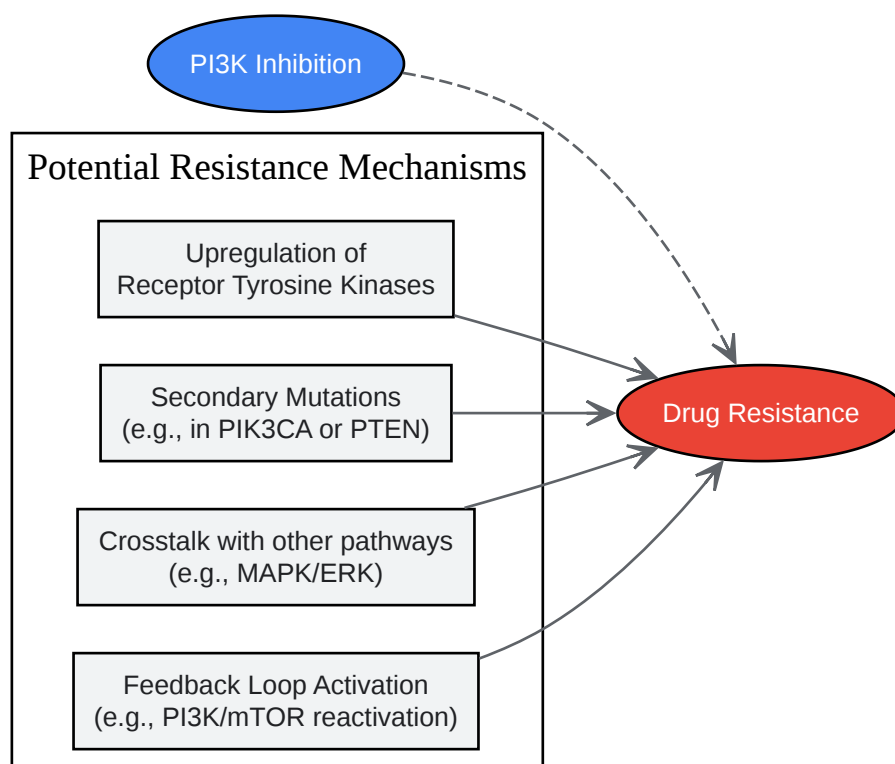 PI3K Inhibition
Potential Resistance Mechanisms
Upregulation of
Receptor Tyrosine Kinases
Secondary Mutations
(e.g., in PIK3CA or PTEN)
Drug Resistance
Crosstalk with other pathways
(e.g., MAPK/ERK)
Feedback Loop Activation
(e.g., PI3K/mTOR reactivation)